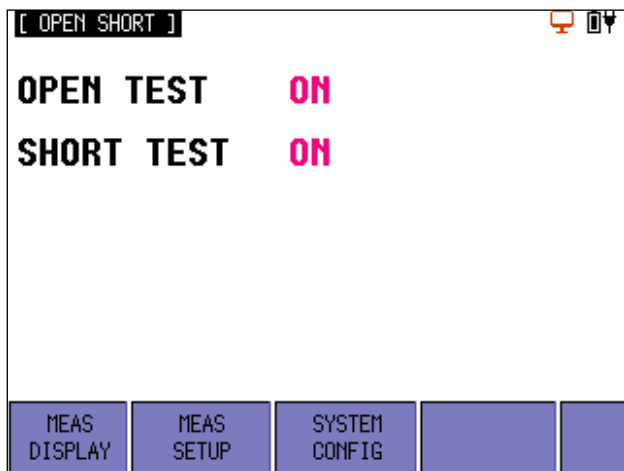 [ OPEN SHORT ]
OPEN TEST ON
SHORT TEST ON
MEAS DISPLAY
MEAS SETUP
SYSTEM CONFIG